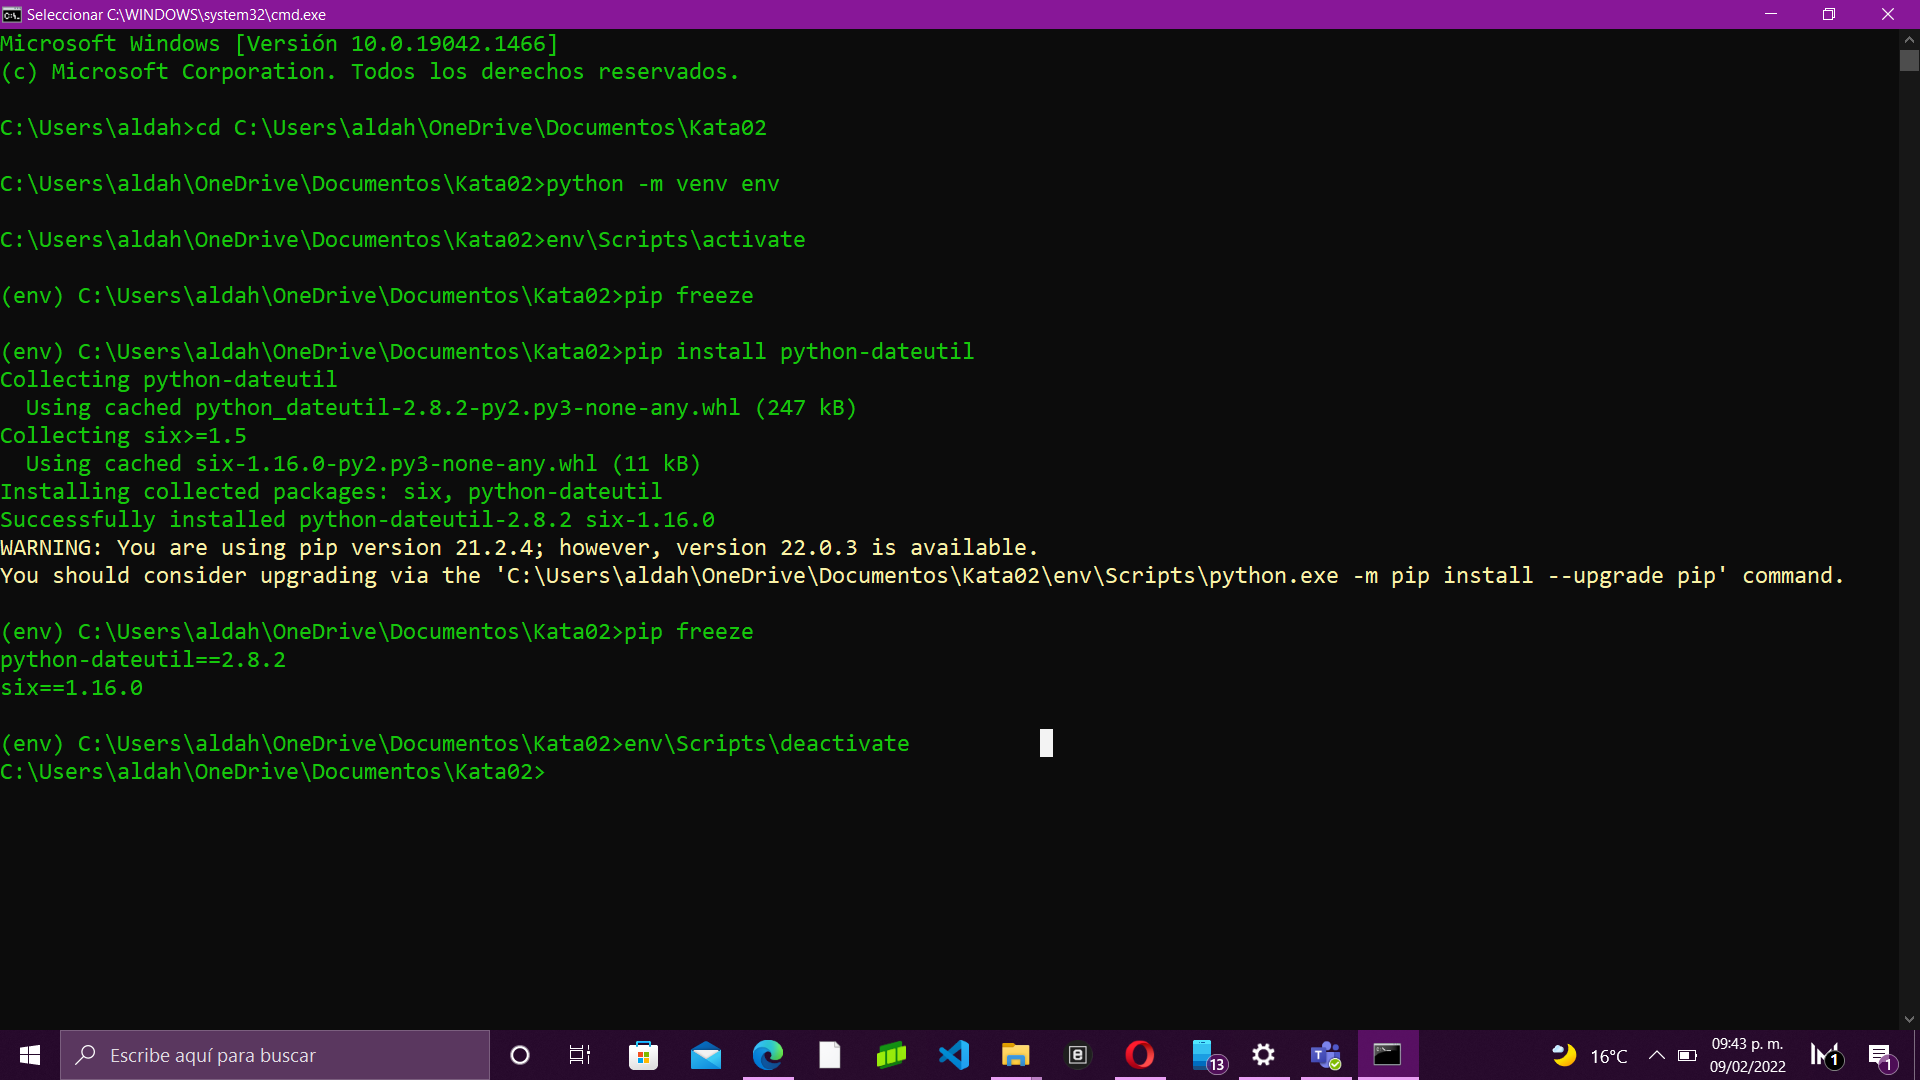 Seleccionar C:\WINDOWS\system32\cmd.exe
Microsoft Windows [Versión 10.0.19042.1466]
(c) Microsoft Corporation. Todos los derechos reservados.
C:\Users\aldah>cd C:\Users\aldah\OneDrive\Documentos\Kata02
C:\Users\aldah\OneDrive\Documentos\Kata02>python -m venv env
C:\Users\aldah\OneDrive\Documentos\Kata02>env\Scripts\activate
(env) C:\Users\aldah\OneDrive\Documentos\Kata02>pip freeze
(env) C:\Users\aldah\OneDrive\Documentos\Kata02>pip install python-dateutil
Collecting python-dateutil
  Using cached python_dateutil-2.8.2-py2.py3-none-any.whl (247 kB)
Collecting six>=1.5
  Using cached six-1.16.0-py2.py3-none-any.whl (11 kB)
Installing collected packages: six, python-dateutil
Successfully installed python-dateutil-2.8.2 six-1.16.0
WARNING: You are using pip version 21.2.4; however, version 22.0.3 is available.
You should consider upgrading via the 'C:\Users\aldah\OneDrive\Documentos\Kata02\env\Scripts\python.exe -m pip install --upgrade pip' command.
(env) C:\Users\aldah\OneDrive\Documentos\Kata02>pip freeze
python-dateutil==2.8.2
six==1.16.0
(env) C:\Users\aldah\OneDrive\Documentos\Kata02>env\Scripts\deactivate
C:\Users\aldah\OneDrive\Documentos\Kata02>
Escribe aquí para buscar
13
16°C
09:43 p. m.
09/02/2022
1
1